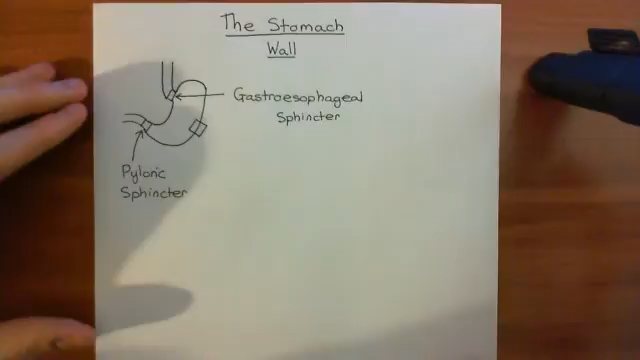 The Stomach
Wall
Gastroesophageal
Sphincter
Pyloric
Sphincter